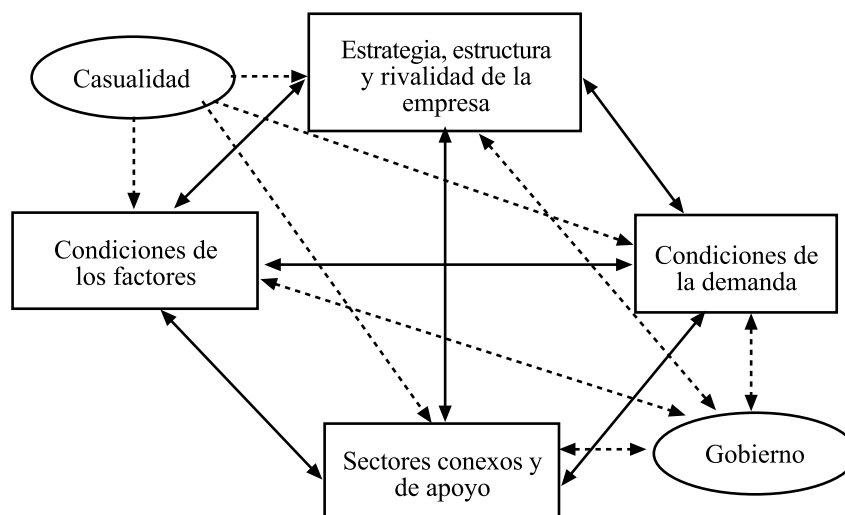 Casualidad
Estrategia, estructura
y rivalidad de la
empresa
Condiciones de
los factores
Condiciones de
la demanda
Sectores conexos y
de apoyo
Gobierno